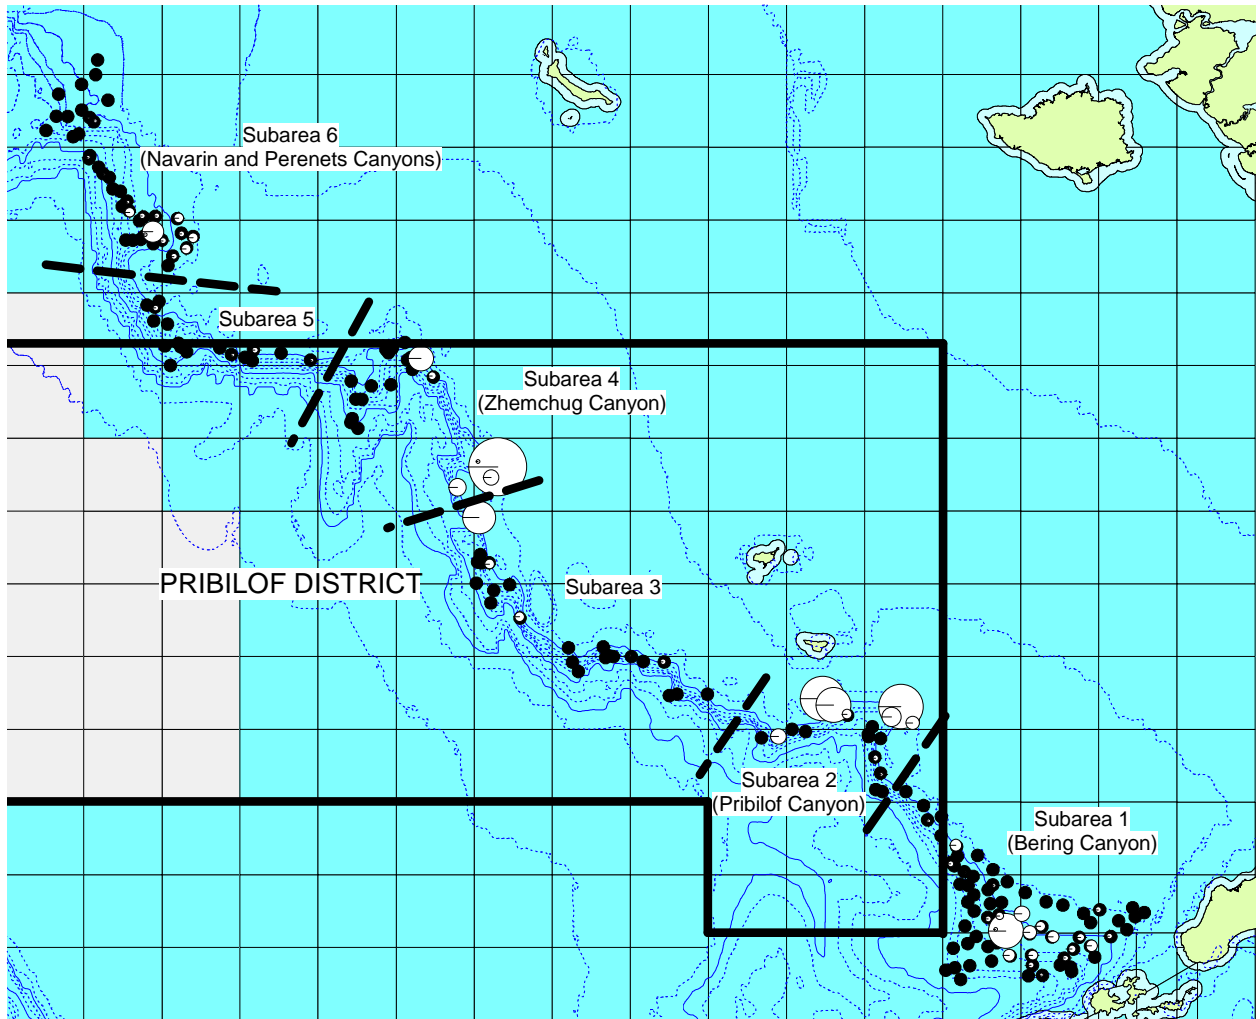 Subarea 6
(Navarin and Perenets Canyons)
Subarea 5
Subarea 4
(Zhemchug Canyon)
PRIBILOF DISTRICT
Subarea 3
Subarea 2
(Pribilof Canyon)
Subarea 1
(Bering Canyon)